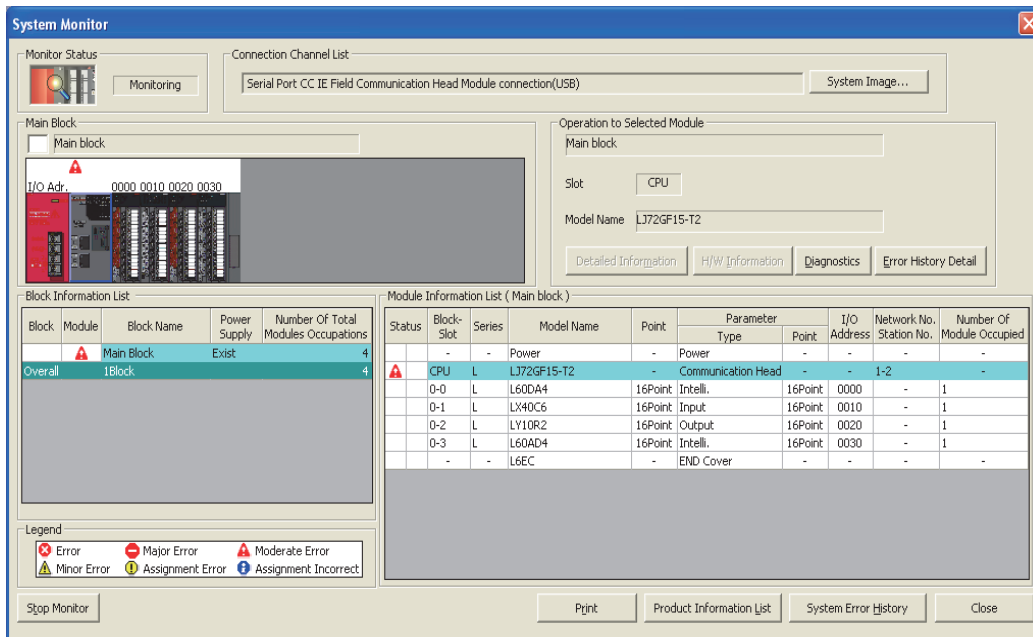 System Monitor
Monitor Status
Monitoring
Connection Channel List
Serial Port CC IE Field Communication Head Module connection(USB)
System Image...
Main Block
Main block
I/O Adr. 0000 0010 0020 0030
Operation to Selected Module
Main block
Slot CPU
Model Name LJ72GF15-T2
Detailed Information H/W Information Diagnostics Error History Detail
Block Information List
Block Module Block Name Power Supply Number Of Total Modules Occupations
Main Block Exist 4
Overall 1Block 4
Module Information List ( Main block )
Status Block-Slot Series Model Name Point Parameter Type Point I/O Address Network No. Station No. Number Of Module Occupied
- - Power - Power - - - -
CPU L LJ72GF15-T2 - Communication Head - - 1-2 -
0-0 L L60DA4 16Point Intelli. 16Point 0000 - 1
0-1 L LX40C6 16Point Input 16Point 0010 - 1
0-2 L LY10R2 16Point Output 16Point 0020 - 1
0-3 L L60AD4 16Point Intelli. 16Point 0030 - 1
- - L6EC - END Cover - - - -
Legend
Error Major Error Moderate Error
Minor Error Assignment Error Assignment Incorrect
Stop Monitor Print Product Information List System Error History Close